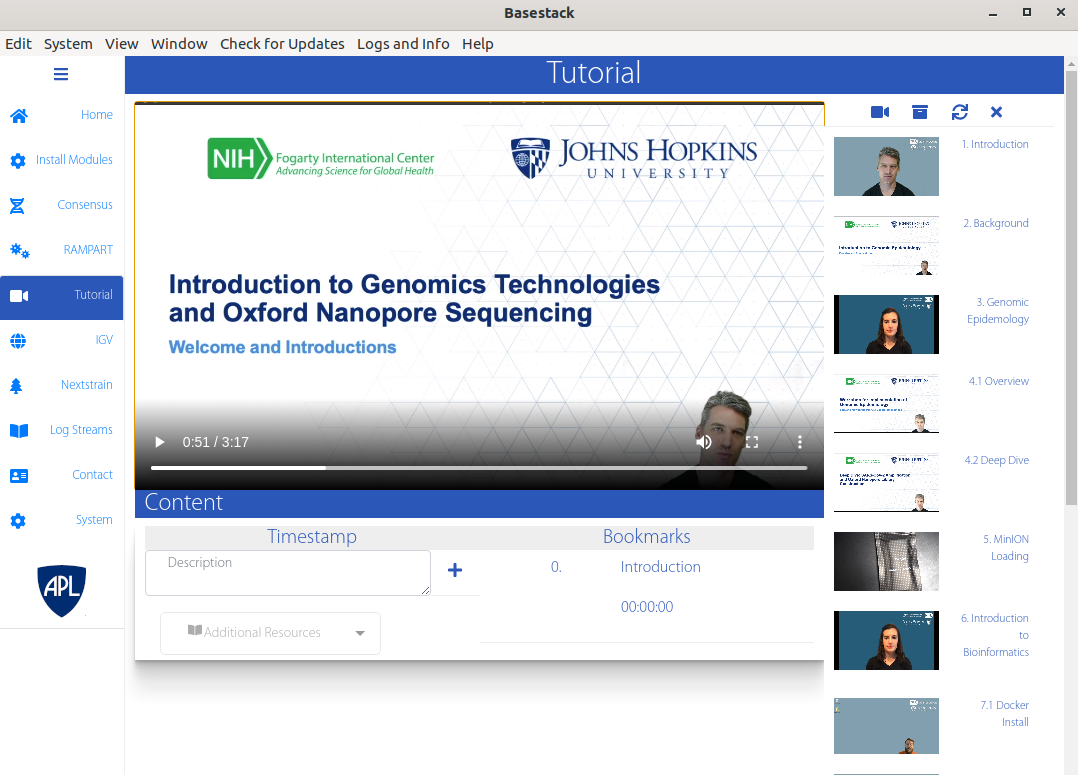 Basestack
Edit System View Window Check for Updates Logs and Info Help
Tutorial
Home
Install Modules
Consensus
RAMPART
Tutorial
IGV
Nextstrain
Log Streams
Contact
System
APL
NIH Fogarty International Center
Advancing Science for Global Health
JOHNS HOPKINS
UNIVERSITY
Introduction to Genomics Technologies
and Oxford Nanopore Sequencing
Welcome and Introductions
0:51 / 3:17
Content
Timestamp
Bookmarks
Description
0. Introduction
00:00:00
Additional Resources
1. Introduction
2. Background
Introduction to Genomic Epidemiology
3. Genomic
Epidemology
4.1 Overview
4.2 Deep Dive
5. MinION
Loading
6. Introduction
to
Bioinformatics
7.1 Docker
Install